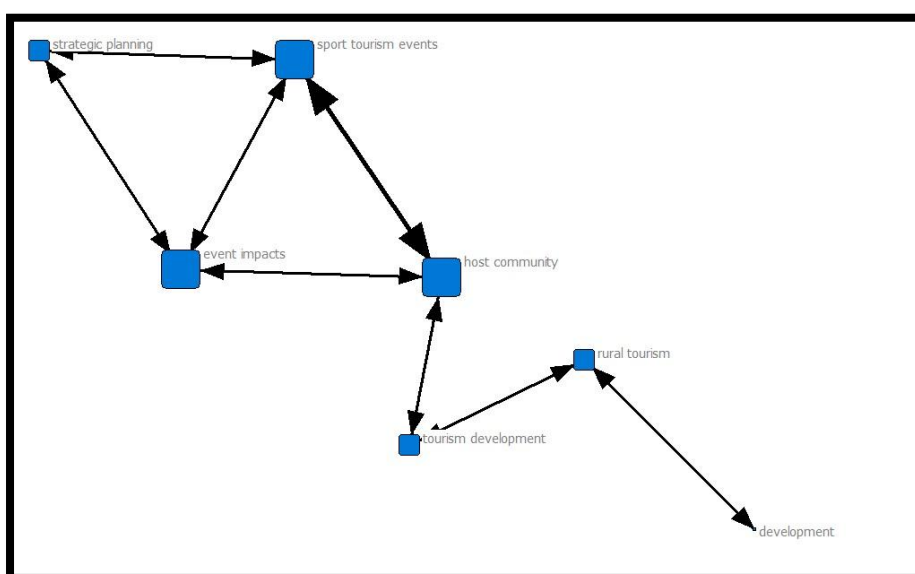 strategic planning
sport tourism events
event impacts
host community
rural tourism
tourism development
development